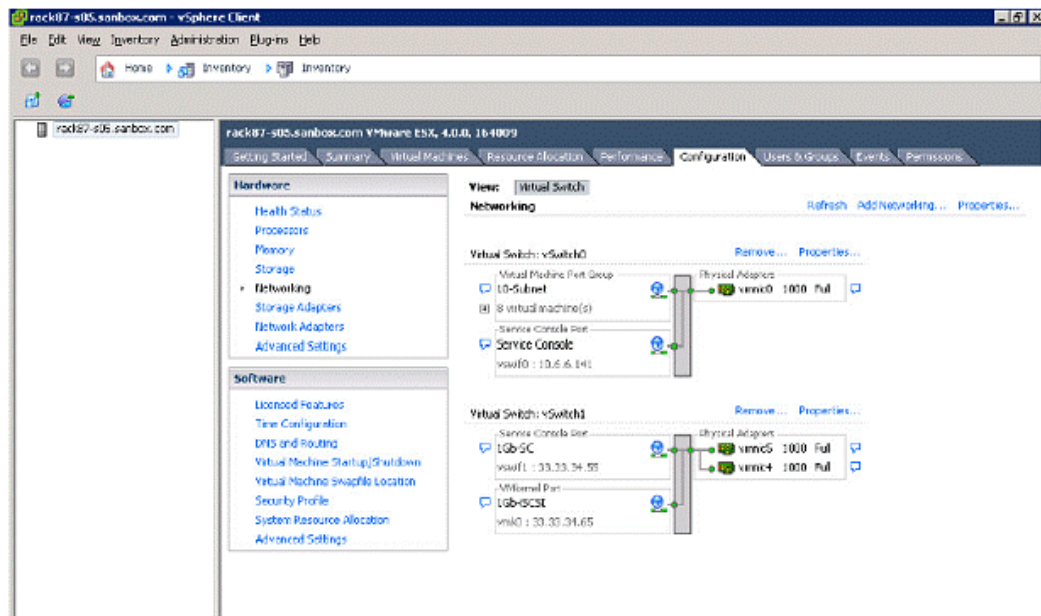 rack87-s05.sanbox.com - vSphere Client
File Edit View Inventory Administration Plug-ins Help
Home Inventory Inventory
rack87-s05.sanbox.com
rack87-s05.sanbox.com VMware ESX, 4.0.0, 164009
Getting Started Summary Virtual Machines Resource Allocation Performance Configuration Users & Groups Events Permissions
Hardware
Health Status
Processors
Memory
Storage
Networking
Storage Adapters
Network Adapters
Advanced Settings
Software
Licensed Features
Time Configuration
DNS and Routing
Virtual Machine Startup/Shutdown
Virtual Machine Swapfile Location
Security Profile
System Resource Allocation
Advanced Settings
View: Virtual Switch
Networking
Refresh Add Networking... Properties...
Virtual Switch: vSwitch0 Remove... Properties...
Virtual Machine Port Group
10-Subnet
8 virtual machine(s)
Service Console Port
Service Console
vswif0 : 10.6.6.141
Physical Adapters
vmnic0 1000 Full
Virtual Switch: vSwitch1 Remove... Properties...
Service Console Port
1Gb-SC
vswif1 : 33.33.34.55
VMkernel Port
1Gb-iSCSI
vmk0 : 33.33.34.65
Physical Adapters
vmnic5 1000 Full
vmnic4 1000 Full